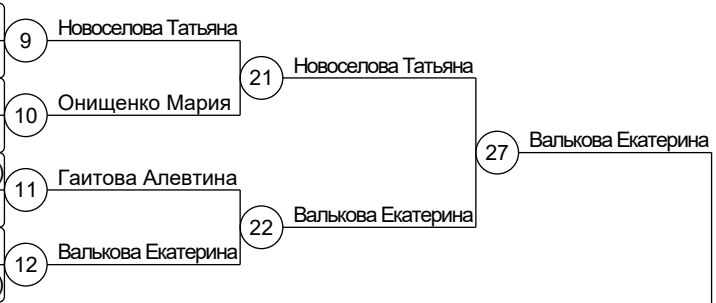 9 Новоселова Татьяна
21 Новоселова Татьяна
10 Онищенко Мария
27 Валькова Екатерина
11 Гаитова Алевтина
22 Валькова Екатерина
12 Валькова Екатерина